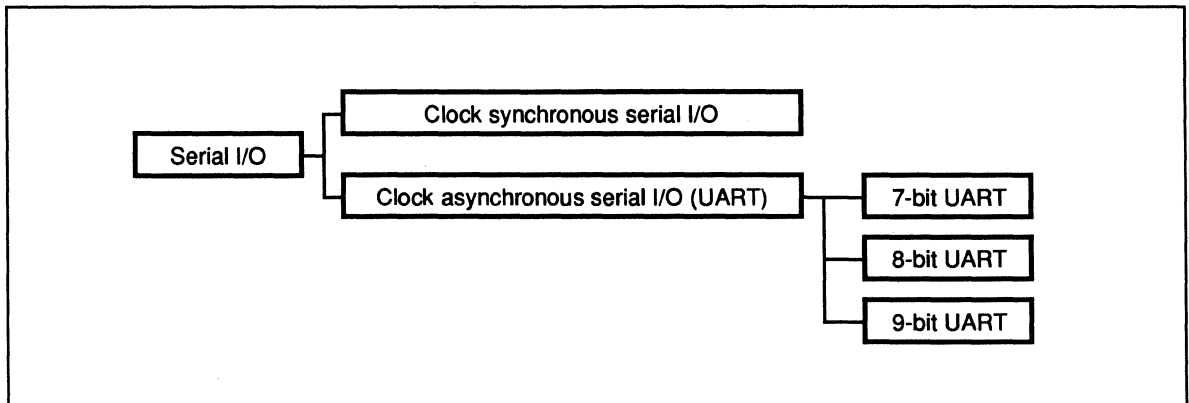 Clock synchronous serial I/O
Serial I/O
Clock asynchronous serial I/O (UART)
7-bit UART
8-bit UART
9-bit UART